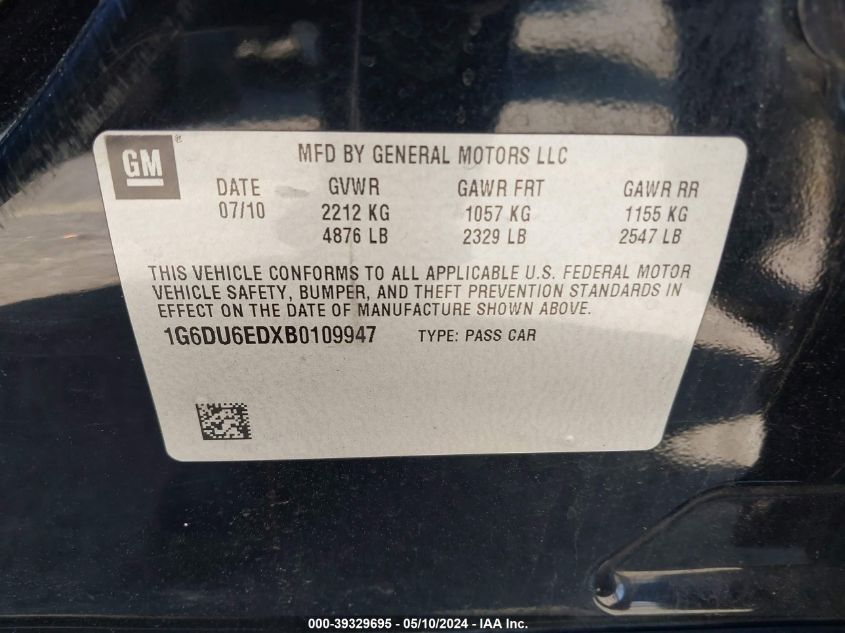 GM
MFD BY GENERAL MOTORS LLC
DATE GVWR GAWR FRT GAWR RR
07/10 2212 KG 1057 KG 1155 KG
4876 LB 2329 LB 2547 LB
THIS VEHICLE CONFORMS TO ALL APPLICABLE U.S. FEDERAL MOTOR
VEHICLE SAFETY, BUMPER, AND THEFT PREVENTION STANDARDS IN
EFFECT ON THE DATE OF MANUFACTURE SHOWN ABOVE.
1G6DU6EDXB0109947 TYPE: PASS CAR
000-39329695 - 05/10/2024 - IAA Inc.